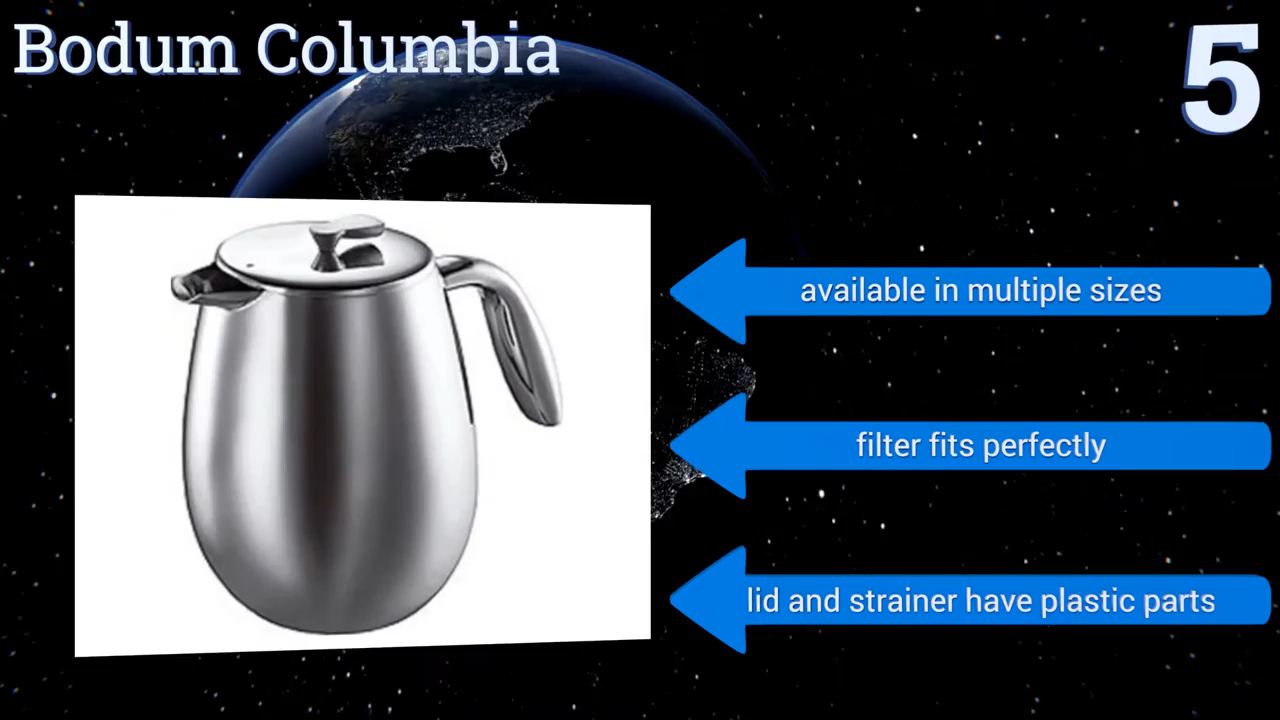 Bodum Columbia
5
available in multiple sizes
filter fits perfectly
lid and strainer have plastic parts